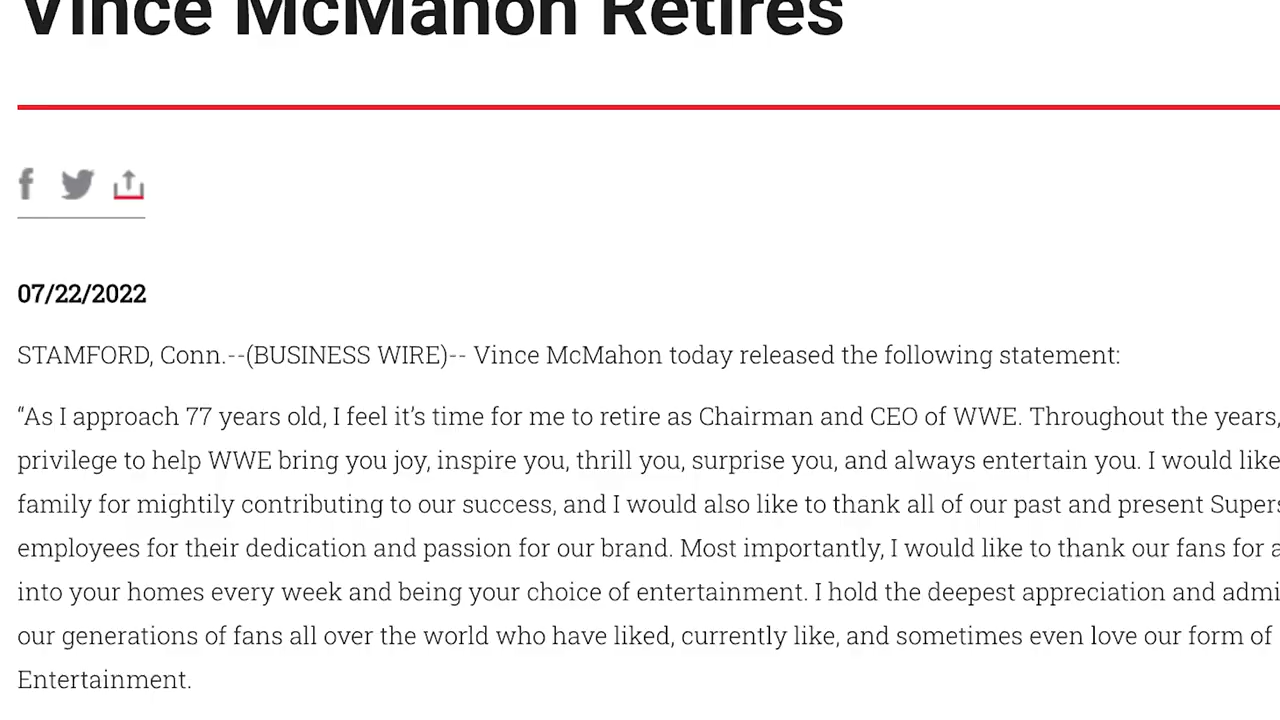 Vince McMahon Retires
07/22/2022
STAMFORD, Conn.--(BUSINESS WIRE)-- Vince McMahon today released the following statement:
“As I approach 77 years old, I feel it’s time for me to retire as Chairman and CEO of WWE. Throughout the years,
privilege to help WWE bring you joy, inspire you, thrill you, surprise you, and always entertain you. I would like
family for mightily contributing to our success, and I would also like to thank all of our past and present Supers
employees for their dedication and passion for our brand. Most importantly, I would like to thank our fans for a
into your homes every week and being your choice of entertainment. I hold the deepest appreciation and admi
our generations of fans all over the world who have liked, currently like, and sometimes even love our form of
Entertainment.